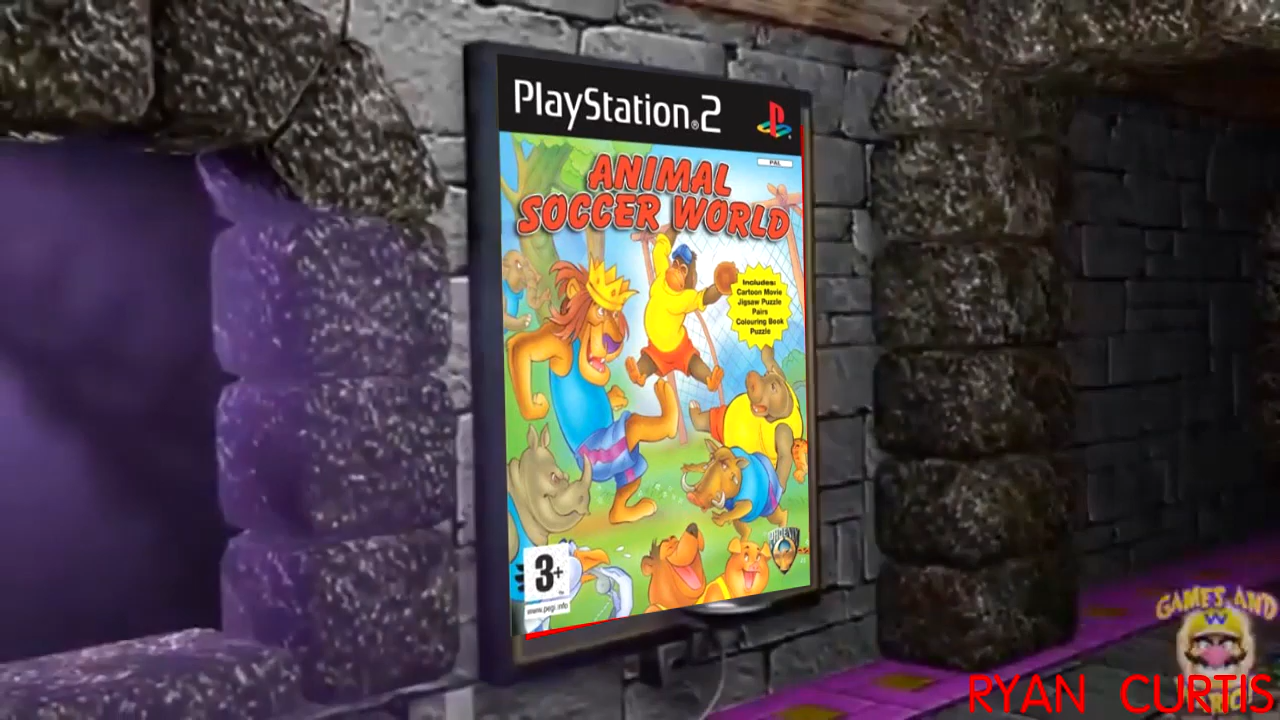 PlayStation®2
PAL
ANIMAL
SOCCER WORLD
Includes:
Cartoon Movie
Jigsaw Puzzle
Pairs
Colouring Book
Puzzle
PHOENIX
3+
www.pegi.info
GAMES AND
W
RYAN CURTIS